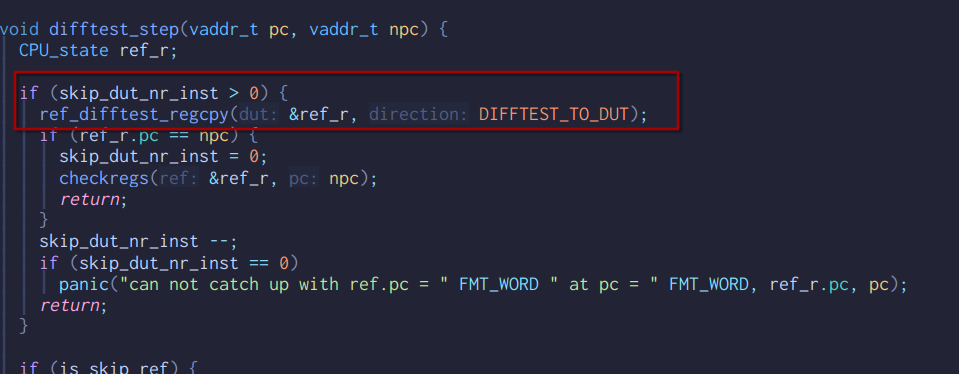 void difftest_step(vaddr_t pc, vaddr_t npc) {
CPU_state ref_r;
if (skip_dut_nr_inst > 0) {
ref_difftest_regcpy(dut: &ref_r, direction: DIFFTEST_TO_DUT);
if (ref_r.pc == npc) {
skip_dut_nr_inst = 0;
checkregs(ref: &ref_r, pc: npc);
return;
}
skip_dut_nr_inst --;
if (skip_dut_nr_inst == 0)
panic("can not catch up with ref.pc = " FMT_WORD " at pc = " FMT_WORD, ref_r.pc, pc);
return;
}
if (is_skip_ref) {